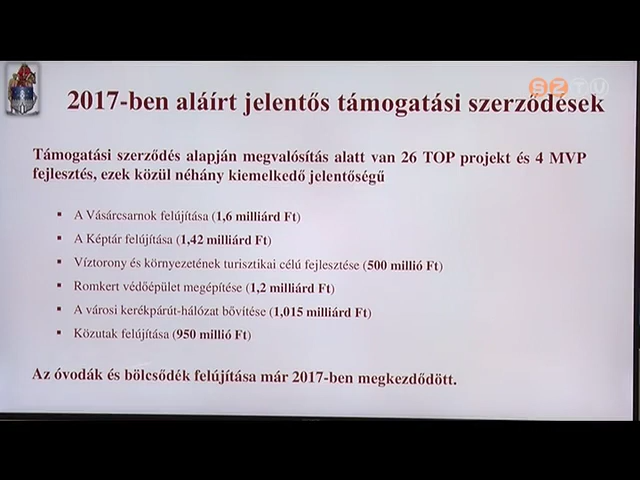 SZTV
2017-ben aláírt jelentős támogatási szerződések
Támogatási szerződés alapján megvalósítás alatt van 26 TOP projekt és 4 MVP
fejlesztés, ezek közül néhány kiemelkedő jelentőségű
▪ A Vásárcsarnok felújítása (1,6 milliárd Ft)
▪ A Képtár felújítása (1,42 milliárd Ft)
▪ Víztorony és környezetének turisztikai célú fejlesztése (500 millió Ft)
▪ Romkert védőépület megépítése (1,2 milliárd Ft)
▪ A városi kerékpárút-hálózat bővítése (1,015 milliárd Ft)
▪ Közutak felújítása (950 millió Ft)
Az óvodák és bölcsődék felújítása már 2017-ben megkezdődött.